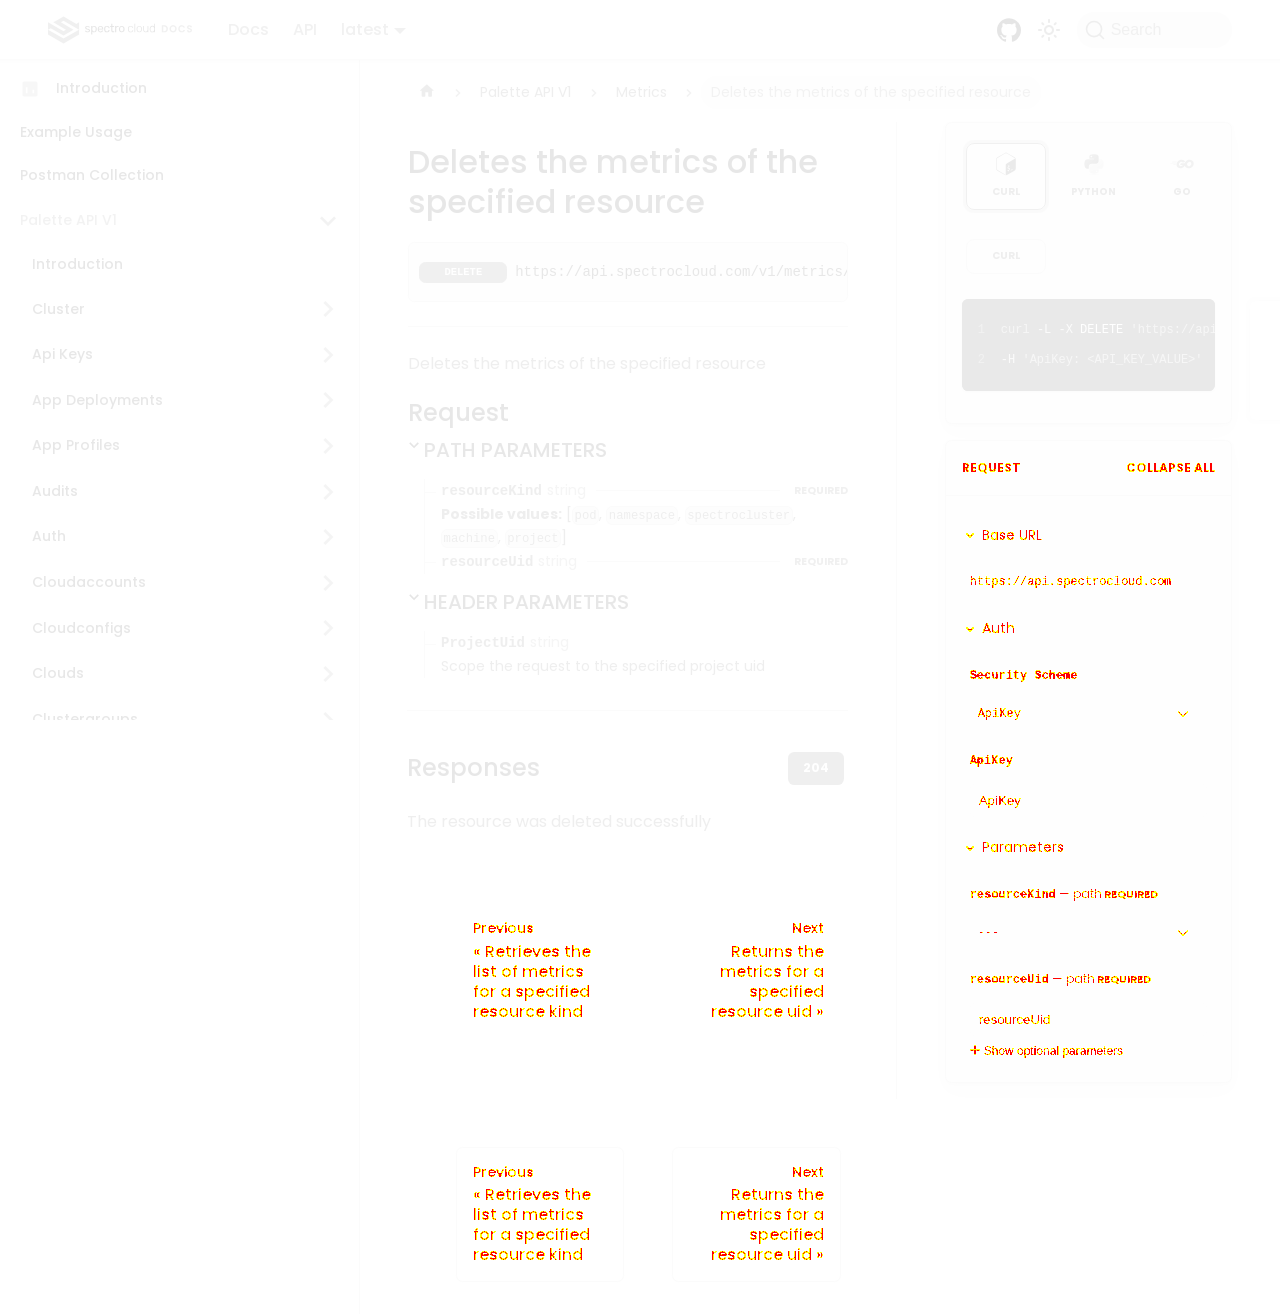 spectro cloud DOCS
Docs
API
latest
Search
Introduction
Example Usage
Postman Collection
Palette API V1
Introduction
Cluster
Api Keys
App Deployments
App Profiles
Audits
Auth
Cloudaccounts
Cloudconfigs
Clouds
Clustergroups
Palette API V1
Metrics
Deletes the metrics of the specified resource
Deletes the metrics of the
specified resource
DELETE https://api.spectrocloud.com/v1/metrics/
Deletes the metrics of the specified resource
Request
PATH PARAMETERS
resourceKind string REQUIRED
Possible values: [pod, namespace, spectrocluster,
machine, project]
resourceUid string REQUIRED
HEADER PARAMETERS
ProjectUid string
Scope the request to the specified project uid
Responses
204
The resource was deleted successfully
Previous
« Retrieves the
list of metrics
for a specified
resource kind
Next
Returns the
metrics for a
specified
resource uid »
Previous
« Retrieves the
list of metrics
for a specified
resource kind
Next
Returns the
metrics for a
specified
resource uid »
CURL
PYTHON
GO
CURL
1 curl -L -X DELETE 'https://api
2 -H 'ApiKey: <API_KEY_VALUE>'
REQUEST
COLLAPSE ALL
Base URL
https://api.spectrocloud.com
Auth
Security Scheme
ApiKey
ApiKey
ApiKey
Parameters
resourceKind — path REQUIRED
---
resourceUid — path REQUIRED
resourceUid
Show optional parameters